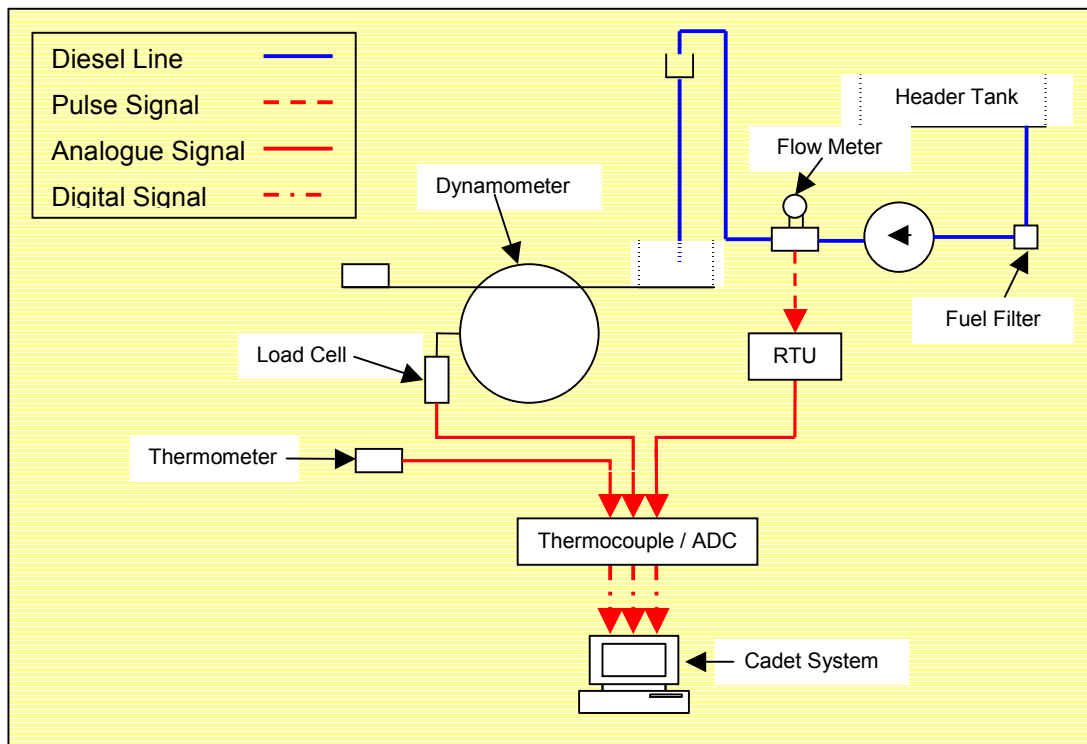 Diesel Line
Pulse Signal
Analogue Signal
Digital Signal
Header Tank
Flow Meter
Dynamometer
Fuel Filter
RTU
Load Cell
Thermometer
Thermocouple / ADC
Cadet System